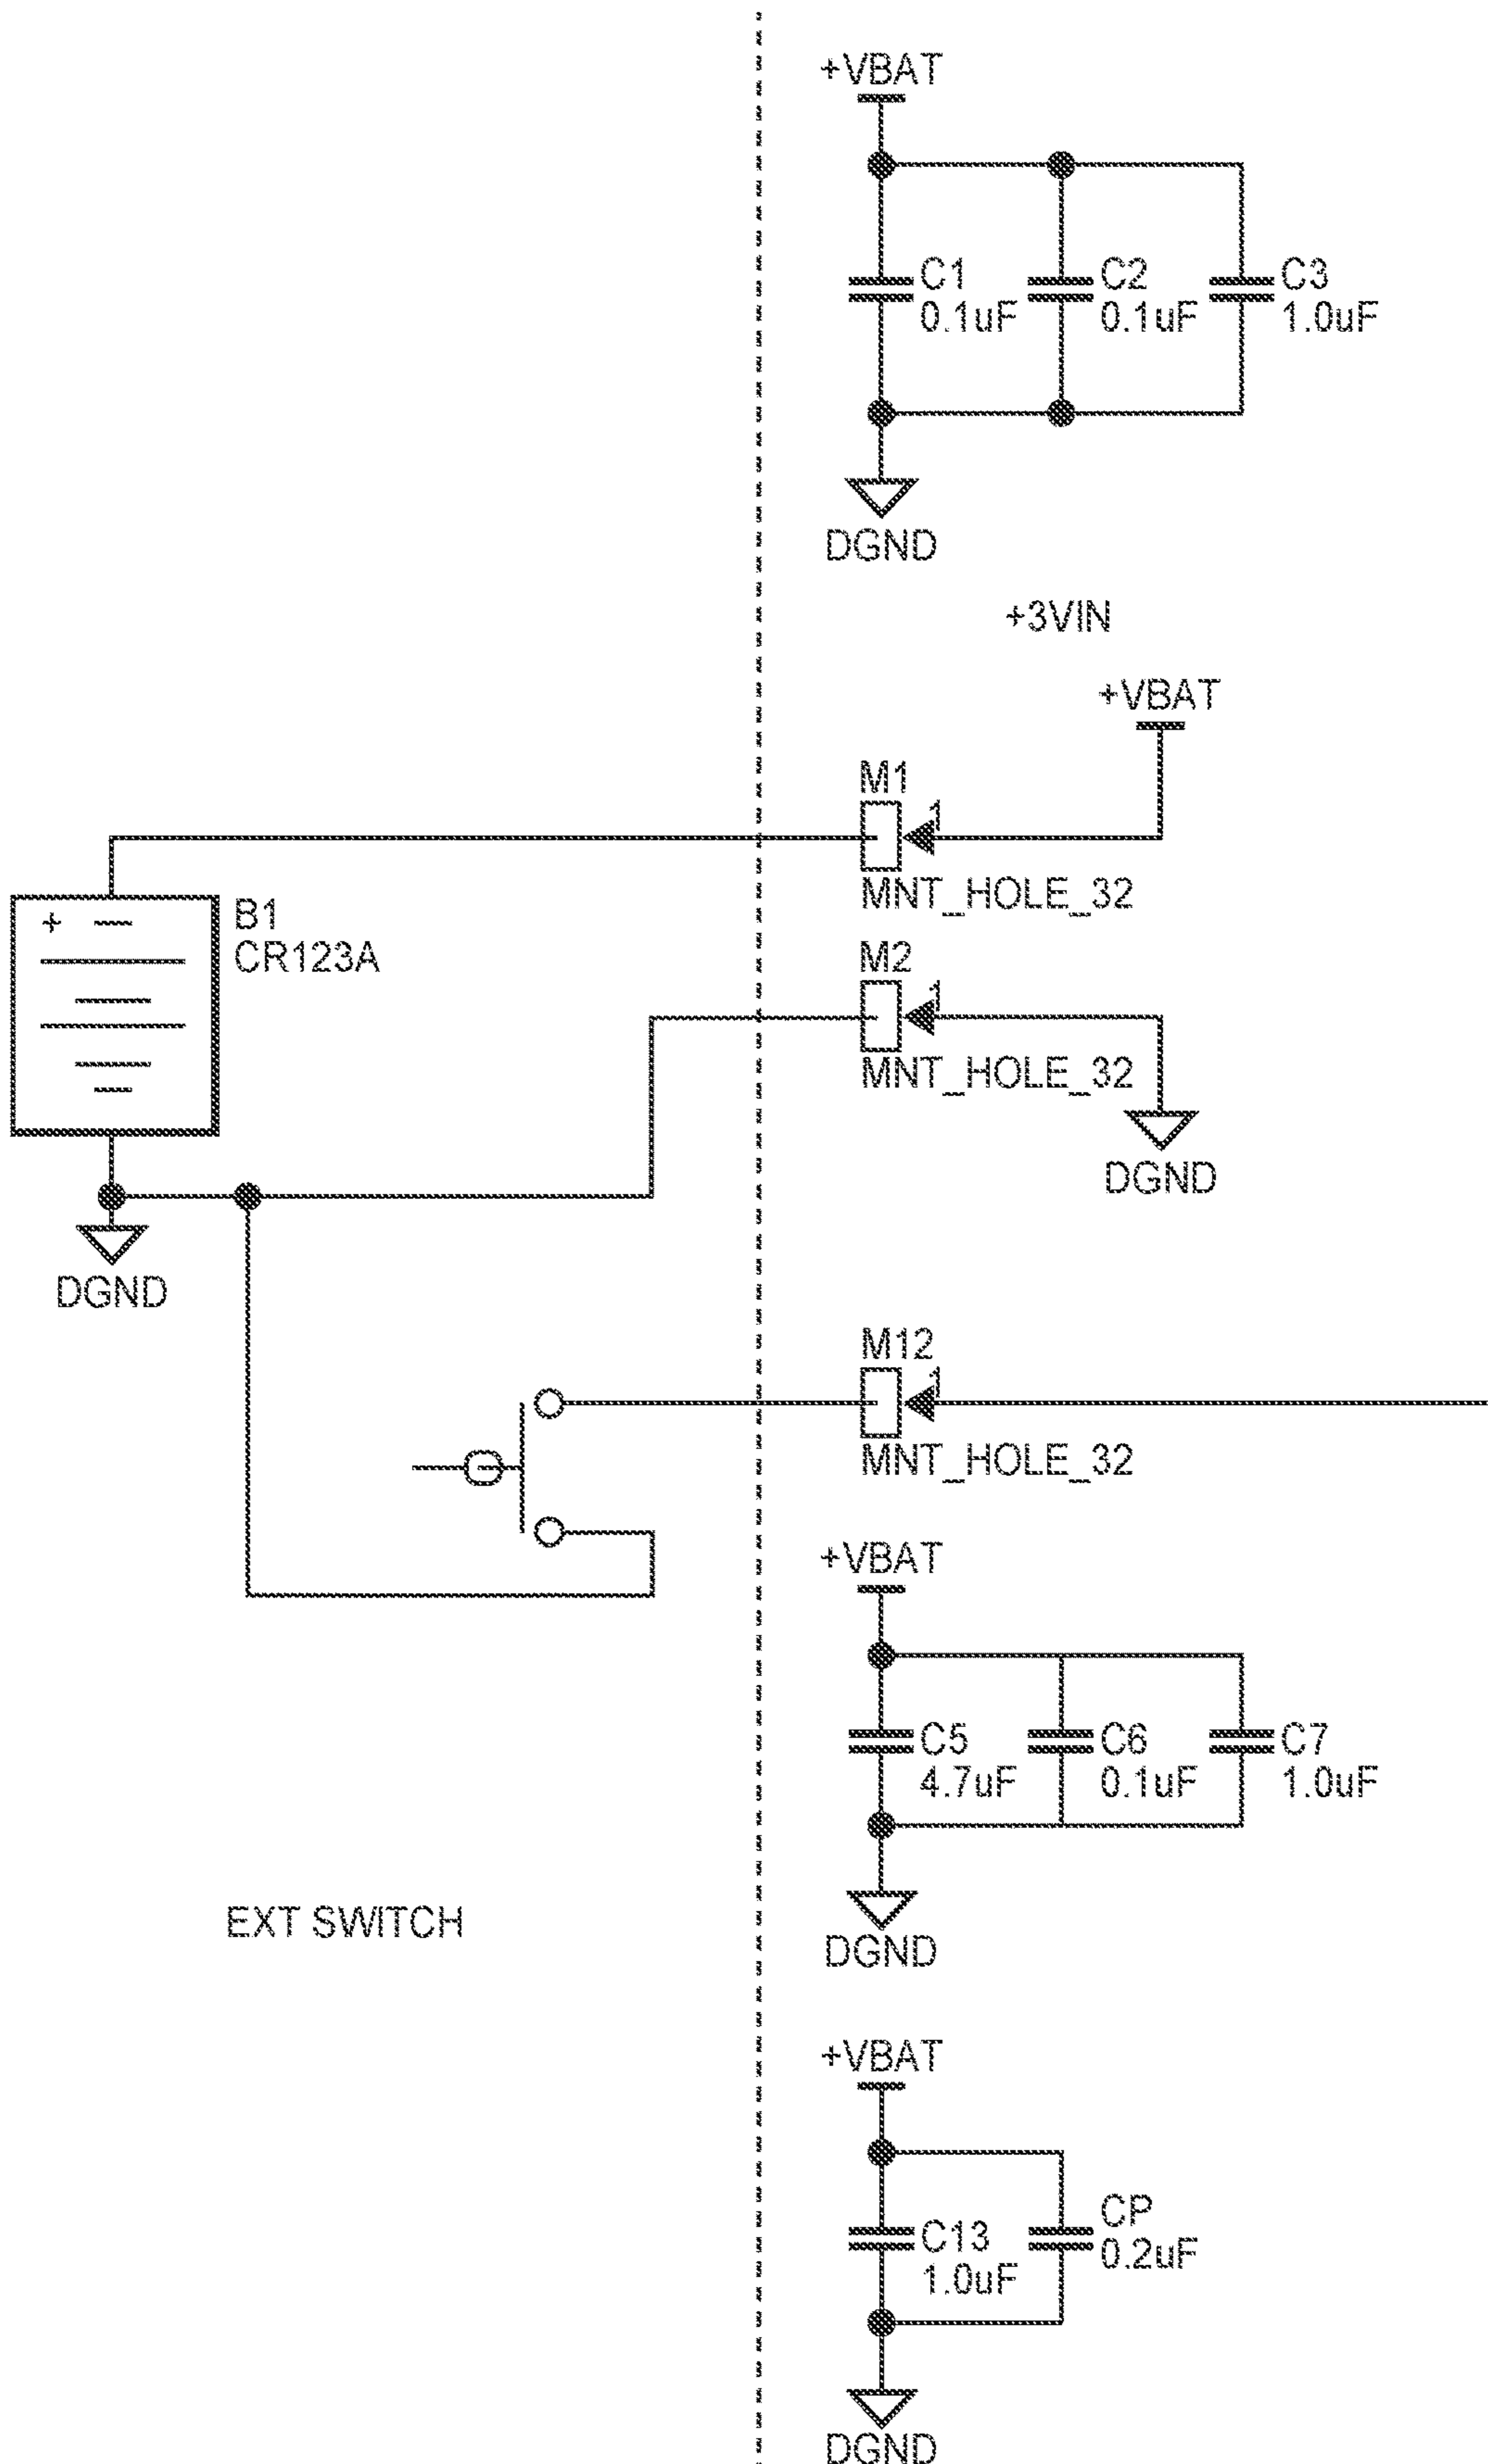 +VBAT
C1
0.1uF
C2
0.1uF
C3
1.0uF
DGND
+3VIN
+VBAT
M1
1
MNT_HOLE_32
+
B1
CR123A
M2
1
MNT_HOLE_32
DGND
DGND
M12
1
MNT_HOLE_32
+VBAT
C5
4.7uF
C6
0.1uF
C7
1.0uF
EXT SWITCH
DGND
+VBAT
C13
1.0uF
CP
0.2uF
DGND